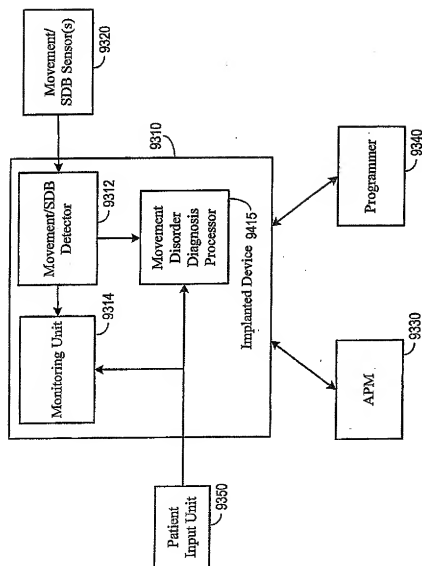 Movement/
SDB Sensor(s)
9320
9310
Movement/SDB
Detector
9312
Monitoring Unit
9314
Movement
Disorder
Diagnosis
Processor
9415
Implanted Device
Patient
Input Unit
9350
Programmer
9340
APM
9330